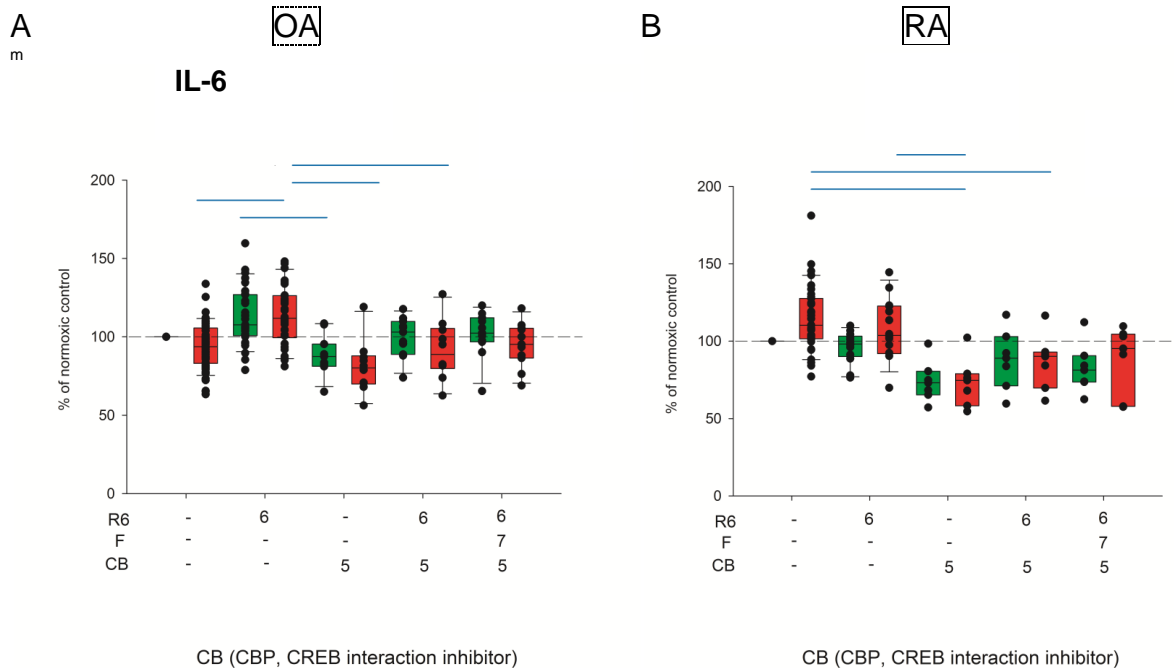 A OA B RA
m
IL-6
200
150
100
50
0
% of normoxic control
R6 - 6 - 6 6
F - - - - 7
CB - - 5 5 5
200
150
100
50
0
% of normoxic control
R6 - 6 - 6 6
F - - - - 7
CB - - 5 5 5
CB (CBP, CREB interaction inhibitor)
CB (CBP, CREB interaction inhibitor)